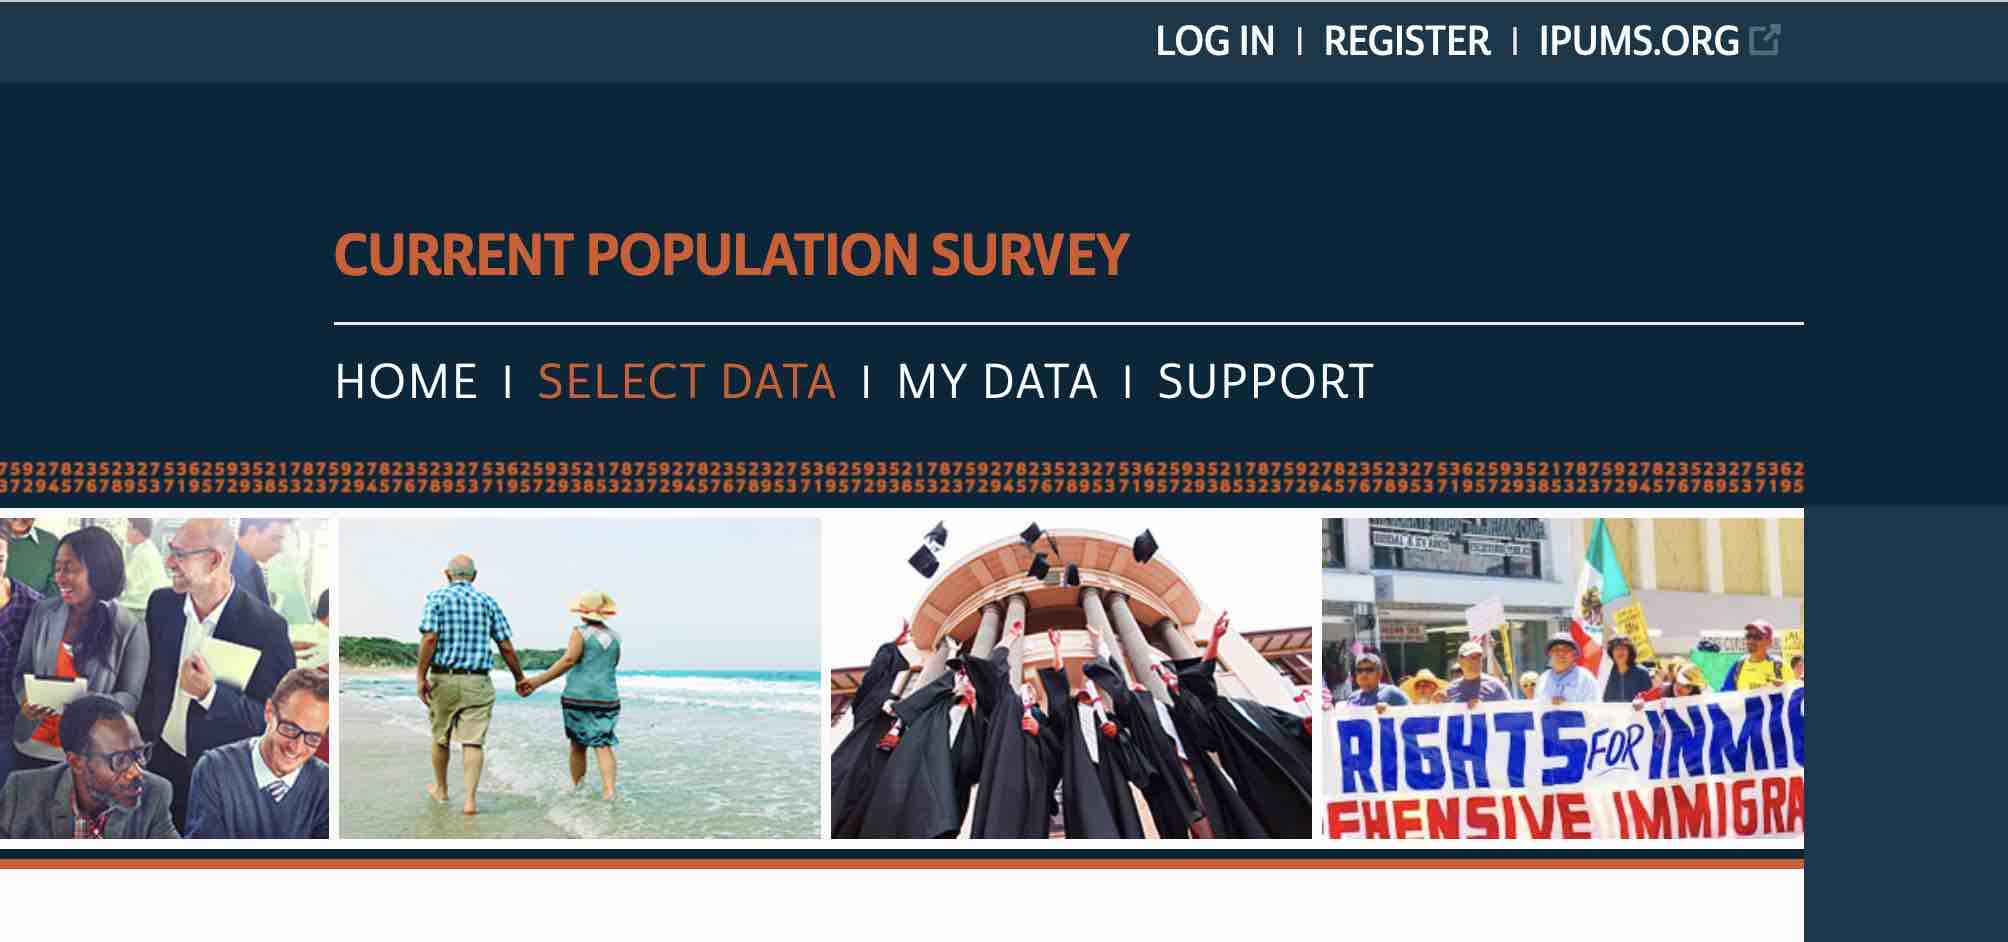 LOG IN | REGISTER | IPUMS.ORG
CURRENT POPULATION SURVEY
HOME | SELECT DATA | MY DATA | SUPPORT
7592782352327536259352178759278235232753625935217875927823523275362593521787592782352327536259352178759278235232753625935217875927823523275362
3729457678953719572938532372945767895371957293853237294576789537195729385323729457678953719572938532372945767895371957293853237294576789537195
RIGHTS FOR INMIG
EHENSIVE IMMIGRA